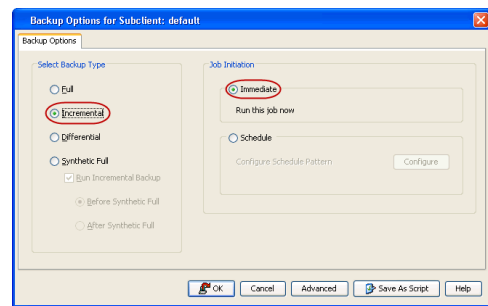 Backup Options for Subclient: default
Backup Options
Select Backup Type
Full
Incremental
Differential
Synthetic Full
Run Incremental Backup
Before Synthetic Full
After Synthetic Full
Job Initiation
Immediate
Run this job now
Schedule
Configure Schedule Pattern
Configure
OK
Cancel
Advanced
Save As Script
Help